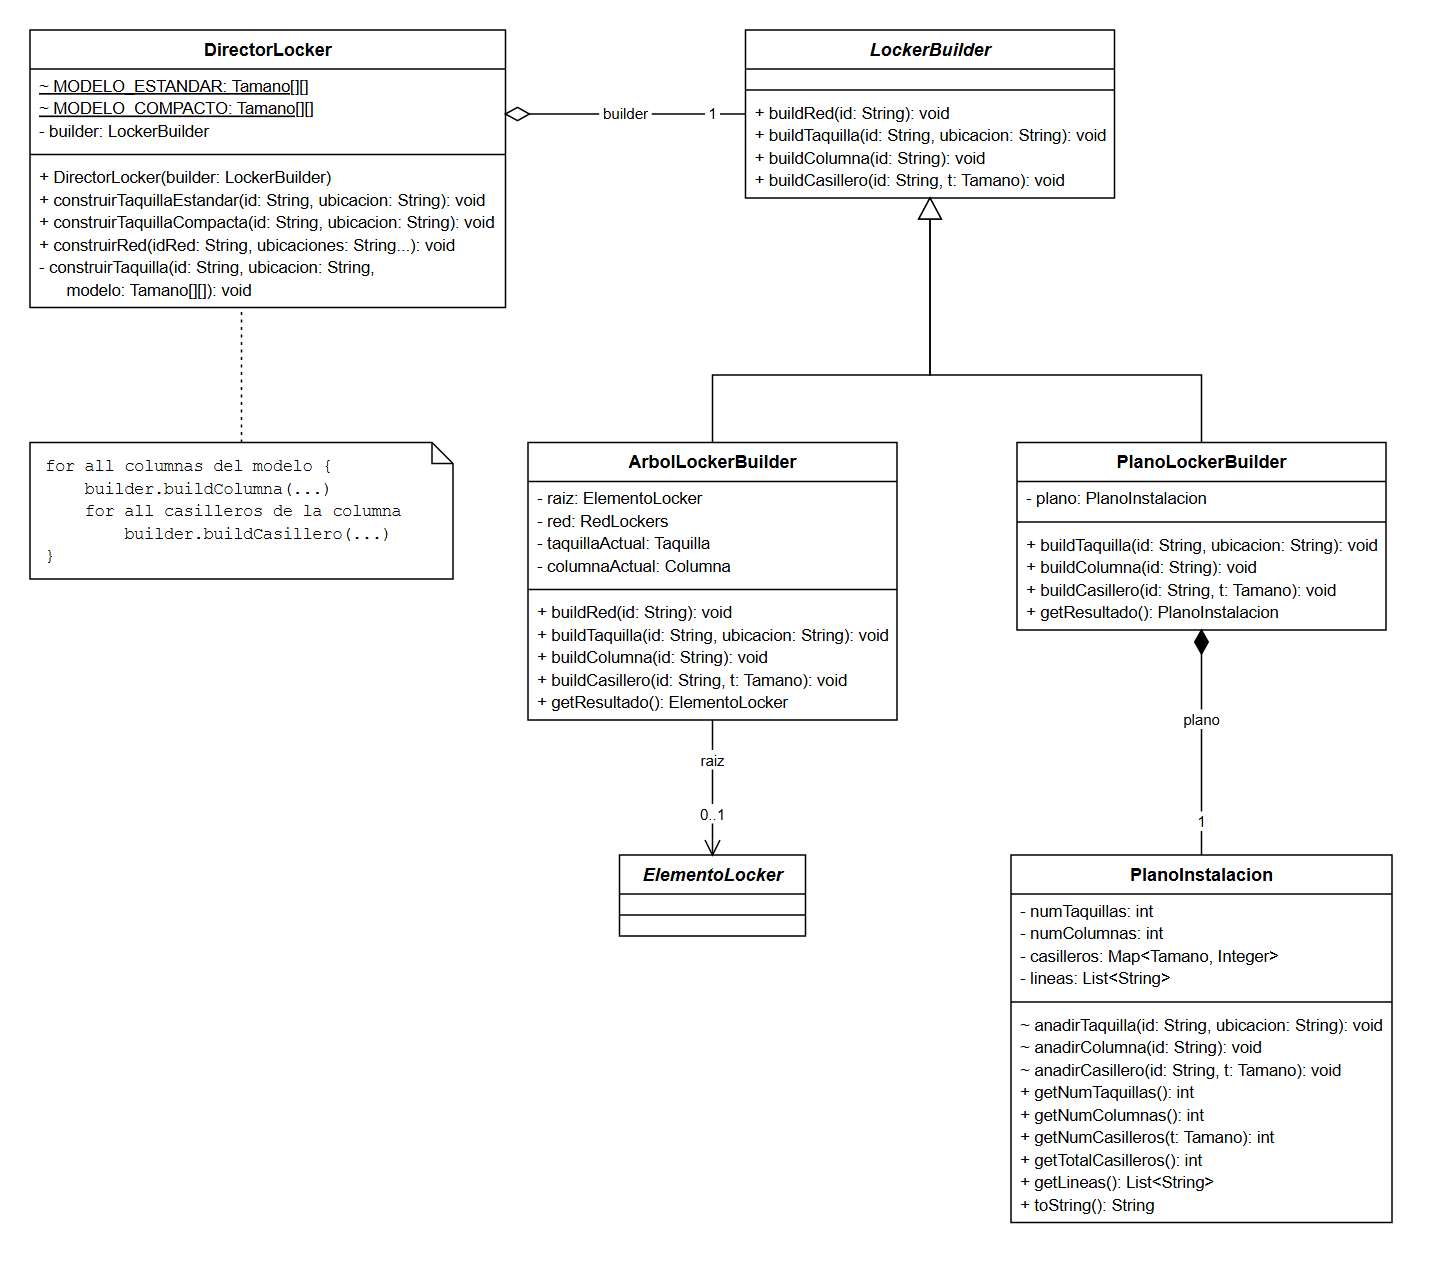 DirectorLocker
~ MODELO_ESTANDAR: Tamano[][]
~ MODELO_COMPACTO: Tamano[][]
- builder: LockerBuilder
+ DirectorLocker(builder: LockerBuilder)
+ construirTaquillaEstandar(id: String, ubicacion: String): void
+ construirTaquillaCompacta(id: String, ubicacion: String): void
+ construirRed(idRed: String, ubicaciones: String...): void
- construirTaquilla(id: String, ubicacion: String,
modelo: Tamano[][]): void
builder
1
LockerBuilder
+ buildRed(id: String): void
+ buildTaquilla(id: String, ubicacion: String): void
+ buildColumna(id: String): void
+ buildCasillero(id: String, t: Tamano): void
for all columnas del modelo {
builder.buildColumna(...)
for all casilleros de la columna
builder.buildCasillero(...)
}
ArbolLockerBuilder
- raiz: ElementoLocker
- red: RedLockers
- taquillaActual: Taquilla
- columnaActual: Columna
+ buildRed(id: String): void
+ buildTaquilla(id: String, ubicacion: String): void
+ buildColumna(id: String): void
+ buildCasillero(id: String, t: Tamano): void
+ getResultado(): ElementoLocker
PlanoLockerBuilder
- plano: PlanoInstalacion
+ buildTaquilla(id: String, ubicacion: String): void
+ buildColumna(id: String): void
+ buildCasillero(id: String, t: Tamano): void
+ getResultado(): PlanoInstalacion
raiz
0..1
ElementoLocker
plano
1
PlanoInstalacion
- numTaquillas: int
- numColumnas: int
- casilleros: Map<Tamano, Integer>
- lineas: List<String>
~ anadirTaquilla(id: String, ubicacion: String): void
~ anadirColumna(id: String): void
~ anadirCasillero(id: String, t: Tamano): void
+ getNumTaquillas(): int
+ getNumColumnas(): int
+ getNumCasilleros(t: Tamano): int
+ getTotalCasilleros(): int
+ getLineas(): List<String>
+ toString(): String